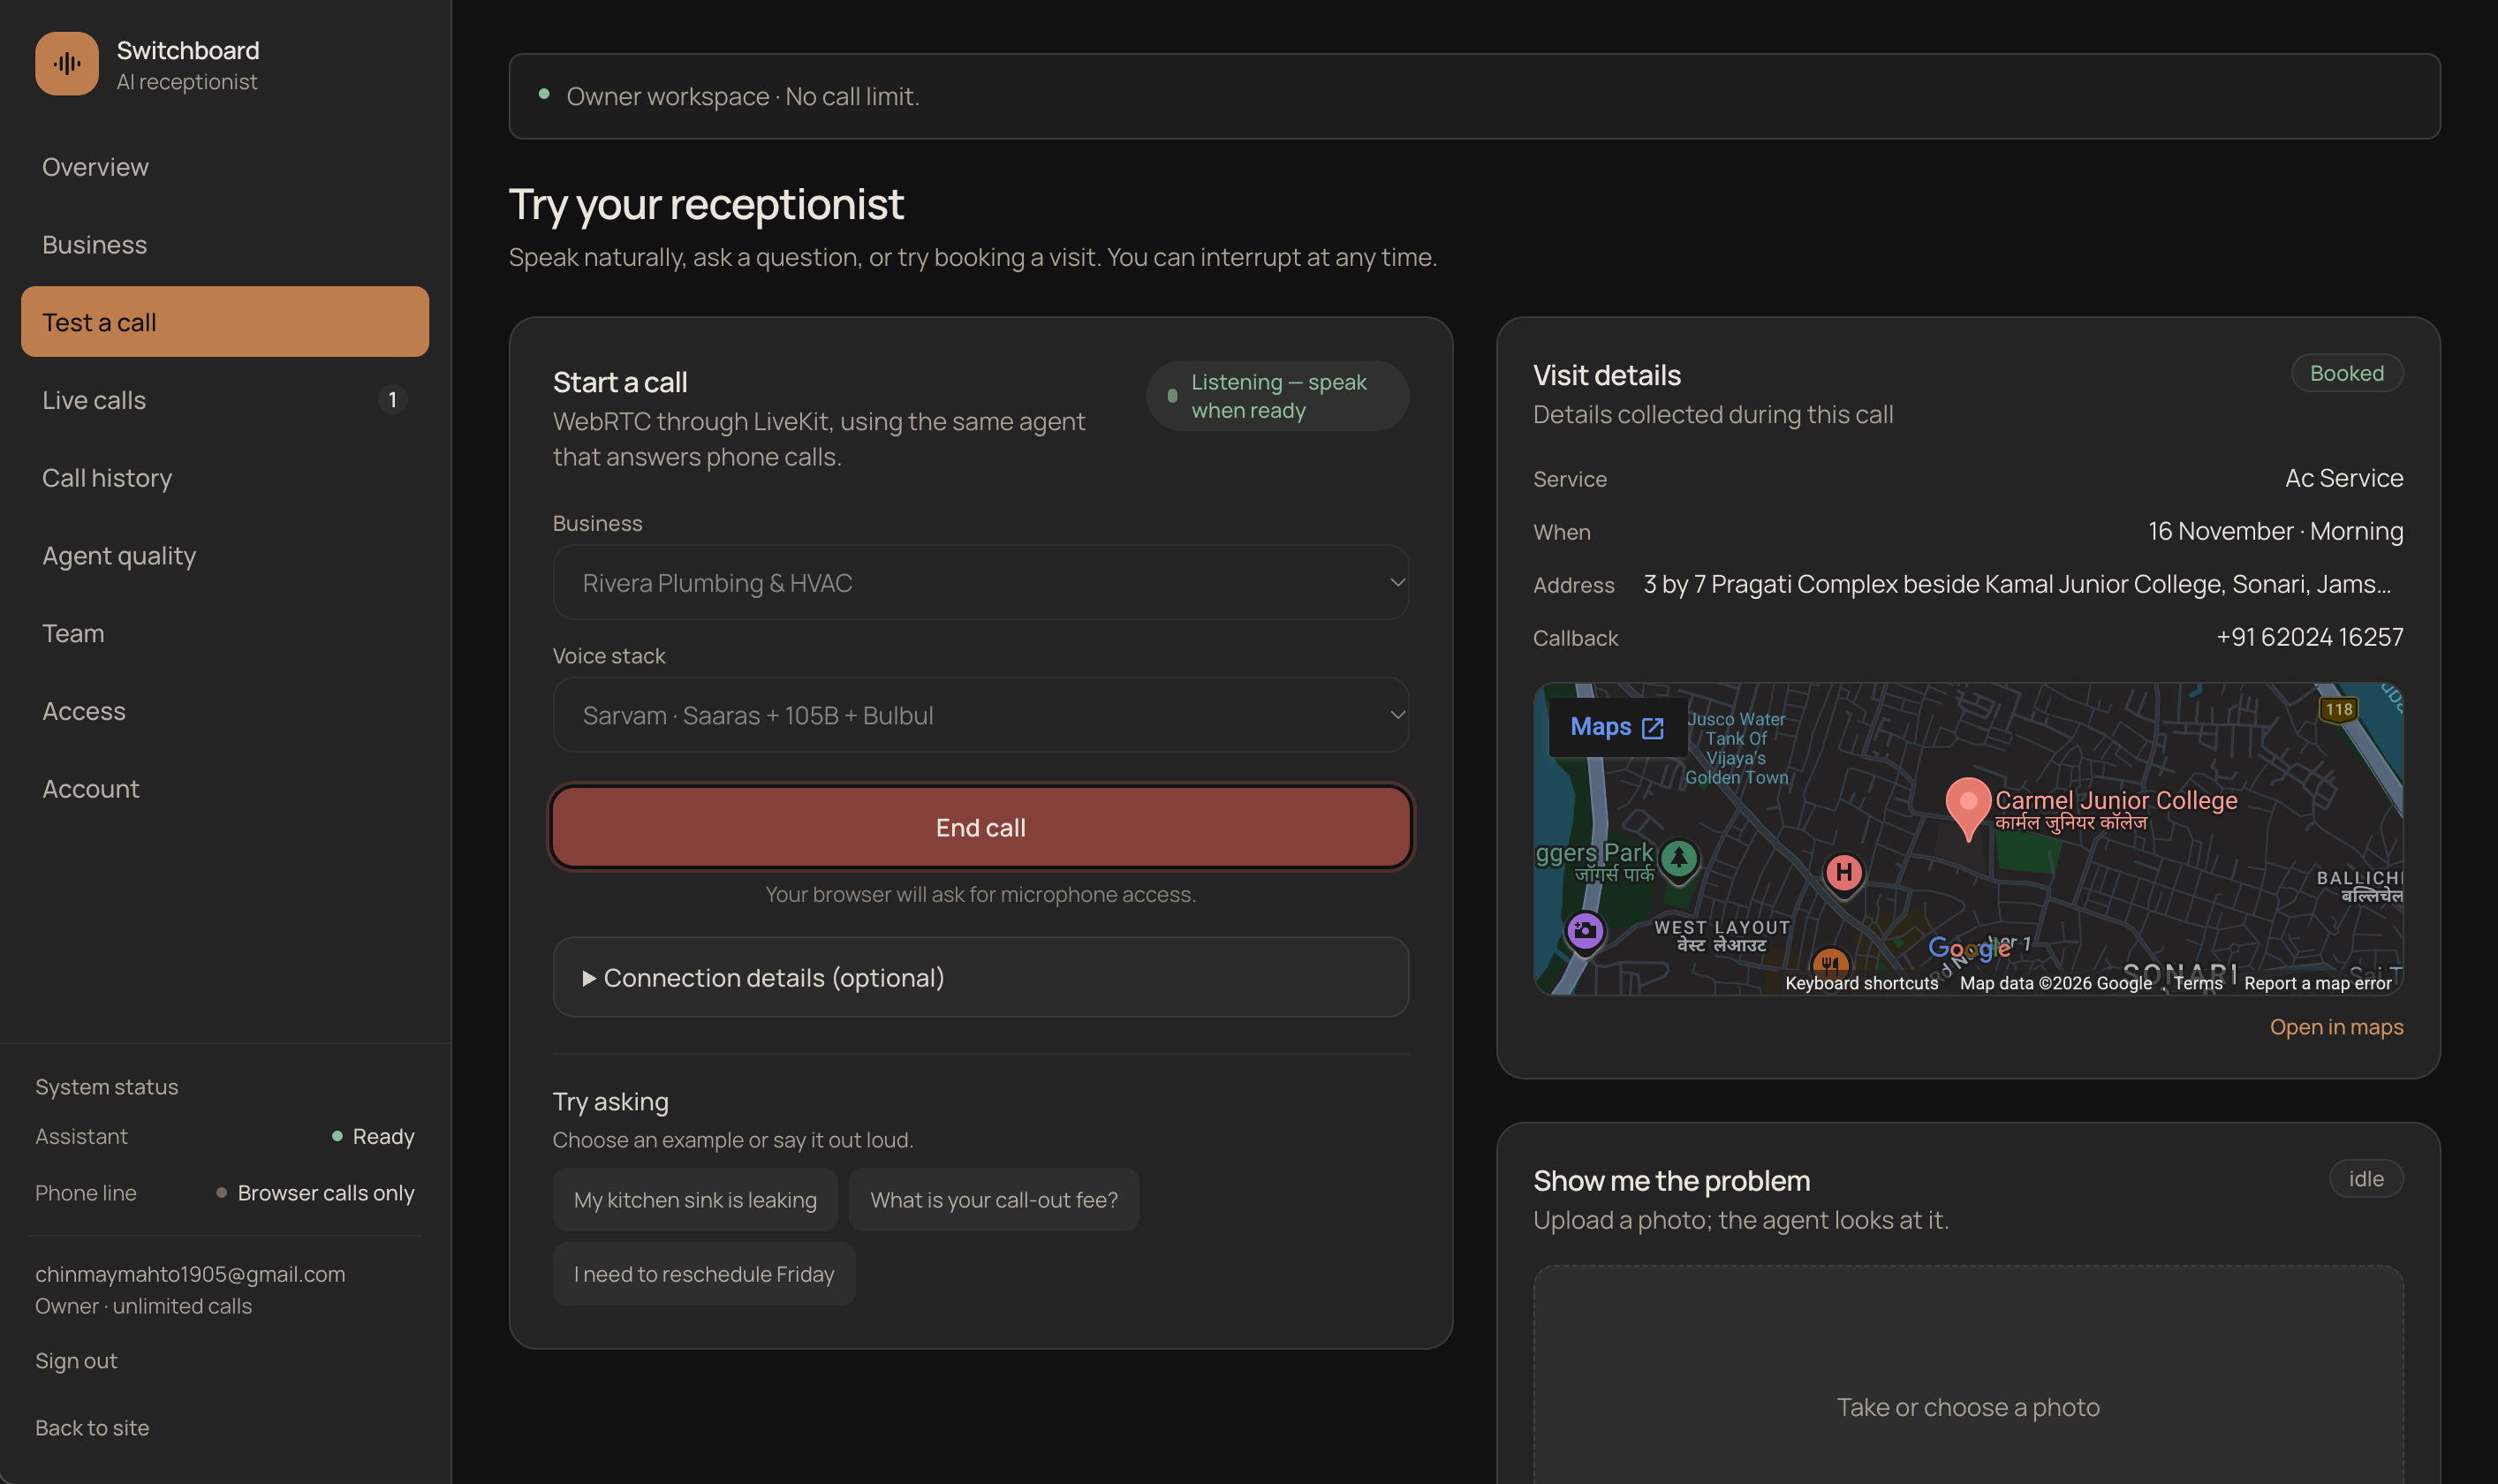 Switchboard
AI receptionist
Overview
Business
Test a call
Live calls
1
Call history
Agent quality
Team
Access
Account
System status
Assistant
Ready
Phone line
Browser calls only
chinmaymahto1905@gmail.com
Owner · unlimited calls
Sign out
Back to site
Owner workspace · No call limit.
Try your receptionist
Speak naturally, ask a question, or try booking a visit. You can interrupt at any time.
Start a call
WebRTC through LiveKit, using the same agent
that answers phone calls.
Listening — speak
when ready
Business
Rivera Plumbing & HVAC
Voice stack
Sarvam · Saaras + 105B + Bulbul
End call
Your browser will ask for microphone access.
Connection details (optional)
Try asking
Choose an example or say it out loud.
My kitchen sink is leaking
What is your call-out fee?
I need to reschedule Friday
Visit details
Booked
Details collected during this call
Service
Ac Service
When
16 November · Morning
Address
3 by 7 Pragati Complex beside Kamal Junior College, Sonari, Jams...
Callback
+91 62024 16257
Maps
Jusco Water
Tank Of
Vijaya's
Golden Town
118
Carmel Junior College
कार्मल जुनियर कॉलेज
ggers Park
जॉगर्स पार्क
H
BALLICH
बल्लिचेल
WEST LAYOUT
वेस्ट लेआउट
Google
SONARI
Keyboard shortcuts
Map data ©2026 Google
Terms
Report a map error
Open in maps
Show me the problem
idle
Upload a photo; the agent looks at it.
Take or choose a photo